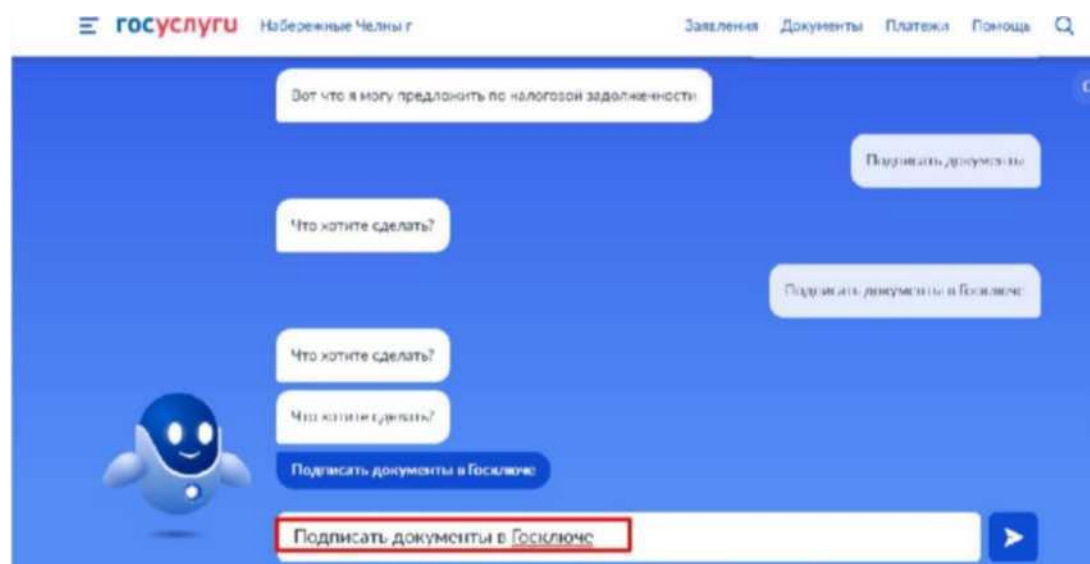 госуслуги Набережные Челны г Заявления Документы Платежи Помощь
Вот что я могу предложить по налоговой задолженности
Подписать документы
Что хотите сделать?
Подписать документы в Госключе
Что хотите сделать?
Что хотите сделать?
Подписать документы в Госключе
Подписать документы в Госключе